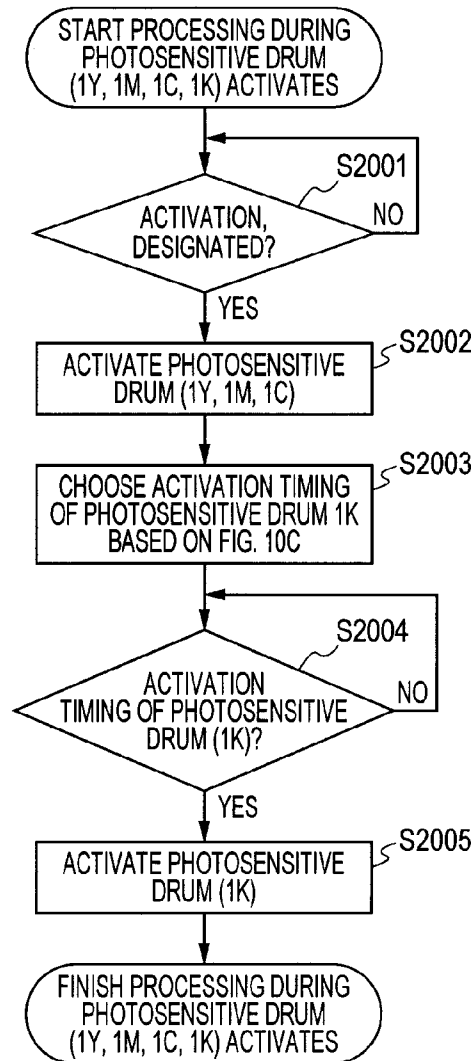 START PROCESSING DURING
PHOTOSENSITIVE DRUM
(1Y, 1M, 1C, 1K) ACTIVATES
S2001
ACTIVATION,
DESIGNATED?
NO
YES
S2002
ACTIVATE PHOTOSENSITIVE
DRUM (1Y, 1M, 1C)
S2003
CHOOSE ACTIVATION TIMING
OF PHOTOSENSITIVE DRUM 1K
BASED ON FIG. 10C
S2004
ACTIVATION
TIMING OF PHOTOSENSITIVE
DRUM (1K)?
NO
YES
S2005
ACTIVATE PHOTOSENSITIVE
DRUM (1K)
FINISH PROCESSING DURING
PHOTOSENSITIVE DRUM
(1Y, 1M, 1C, 1K) ACTIVATES